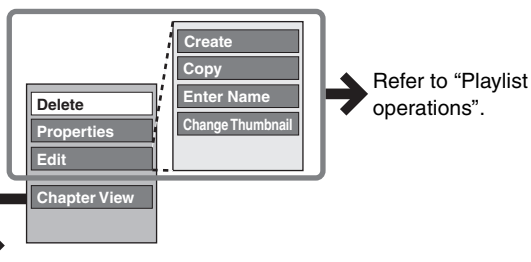 Create
Copy
Enter Name
Change Thumbnail
Delete
Properties
Edit
Chapter View
Refer to “Playlist
operations”.